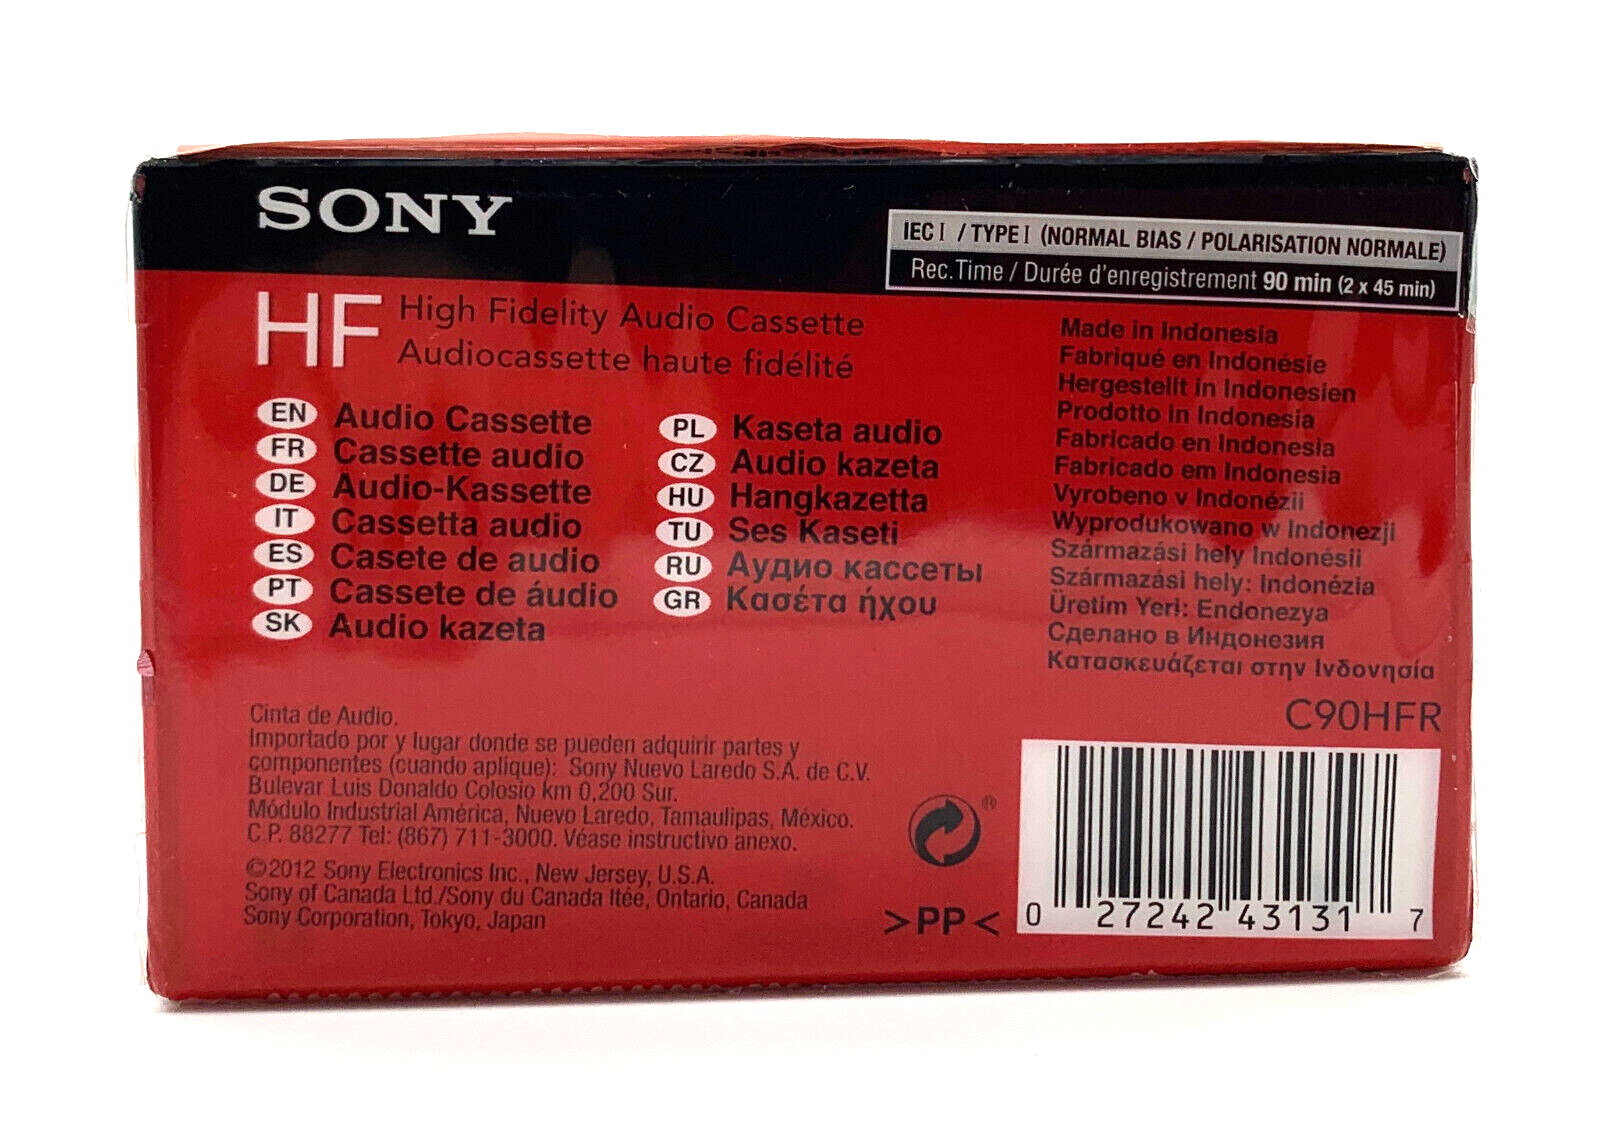 SONY
IEC I / TYPE I (NORMAL BIAS / POLARISATION NORMALE)
Rec.Time / Durée d'enregistrement 90 min (2 x 45 min)
HF High Fidelity Audio Cassette
Audiocassette haute fidélité
EN Audio Cassette
FR Cassette audio
DE Audio-Kassette
IT Cassetta audio
ES Casete de audio
PT Cassete de áudio
SK Audio kazeta
PL Kaseta audio
CZ Audio kazeta
HU Hangkazetta
TU Ses Kaseti
RU Аудио кассеты
GR Κασέτα ήχου
Made in Indonesia
Fabriqué en Indonésie
Hergestellt in Indonesien
Prodotto in Indonesia
Fabricado en Indonesia
Fabricado em Indonesia
Vyrobeno v Indonézii
Wyprodukowano w Indonezji
Származási hely Indonésii
Származási hely: Indonézia
Üretim Yeri: Endonezya
Сделано в Индонезия
Κατασκευάζεται στην Ινδονησία
C90HFR
Cinta de Audio.
Importado por y lugar donde se pueden adquirir partes y
componentes (cuando aplique): Sony Nuevo Laredo S.A. de C.V.
Bulevar Luis Donaldo Colosio km 0,200 Sur.
Módulo Industrial América, Nuevo Laredo, Tamaulipas, México.
C.P. 88277 Tel: (867) 711-3000. Véase instructivo anexo.
©2012 Sony Electronics Inc., New Jersey, U.S.A.
Sony of Canada Ltd./Sony du Canada ltée, Ontario, Canada
Sony Corporation, Tokyo, Japan
®
>PP<
0 27242 43131 7